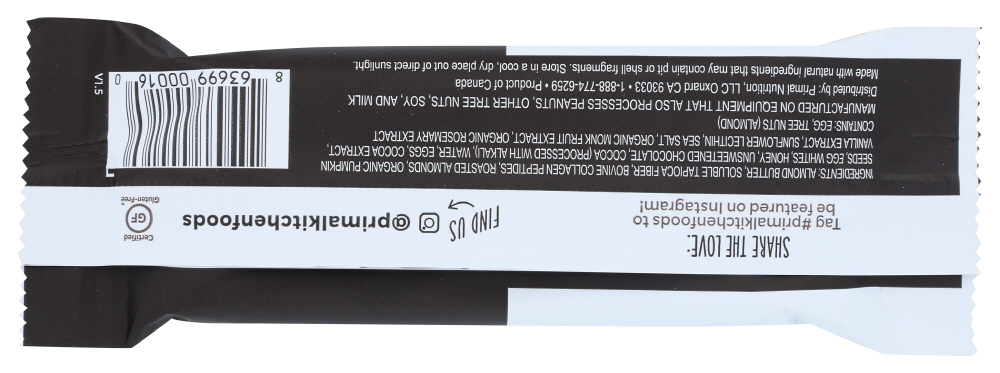 SHARE THE LOVE:
Tag #primalkitchenfoods to
be featured on Instagram!
FIND US
@primalkitchenfoods
Certified
GF
Gluten-Free
INGREDIENTS: ALMOND BUTTER, SOLUBLE TAPIOCA FIBER, BOVINE COLLAGEN PEPTIDES, ROASTED ALMONDS, ORGANIC PUMPKIN
SEEDS, EGG WHITES, HONEY, UNSWEETENED CHOCOLATE, COCOA (PROCESSED WITH ALKALI), WATER, EGGS, COCOA EXTRACT,
VANILLA EXTRACT, SUNFLOWER LECITHIN, SEA SALT, ORGANIC MONK FRUIT EXTRACT, ORGANIC ROSEMARY EXTRACT
CONTAINS: EGG, TREE NUTS (ALMOND)
MANUFACTURED ON EQUIPMENT THAT ALSO PROCESSES PEANUTS, OTHER TREE NUTS, SOY, AND MILK
Distributed by: Primal Nutrition, LLC Oxnard CA 93033 • 1-888-774-6259 • Product of Canada
Made with natural ingredients that may contain pit or shell fragments. Store in a dry, cool, dry place out of direct sunlight.
8 63699 00016 0
V1.5